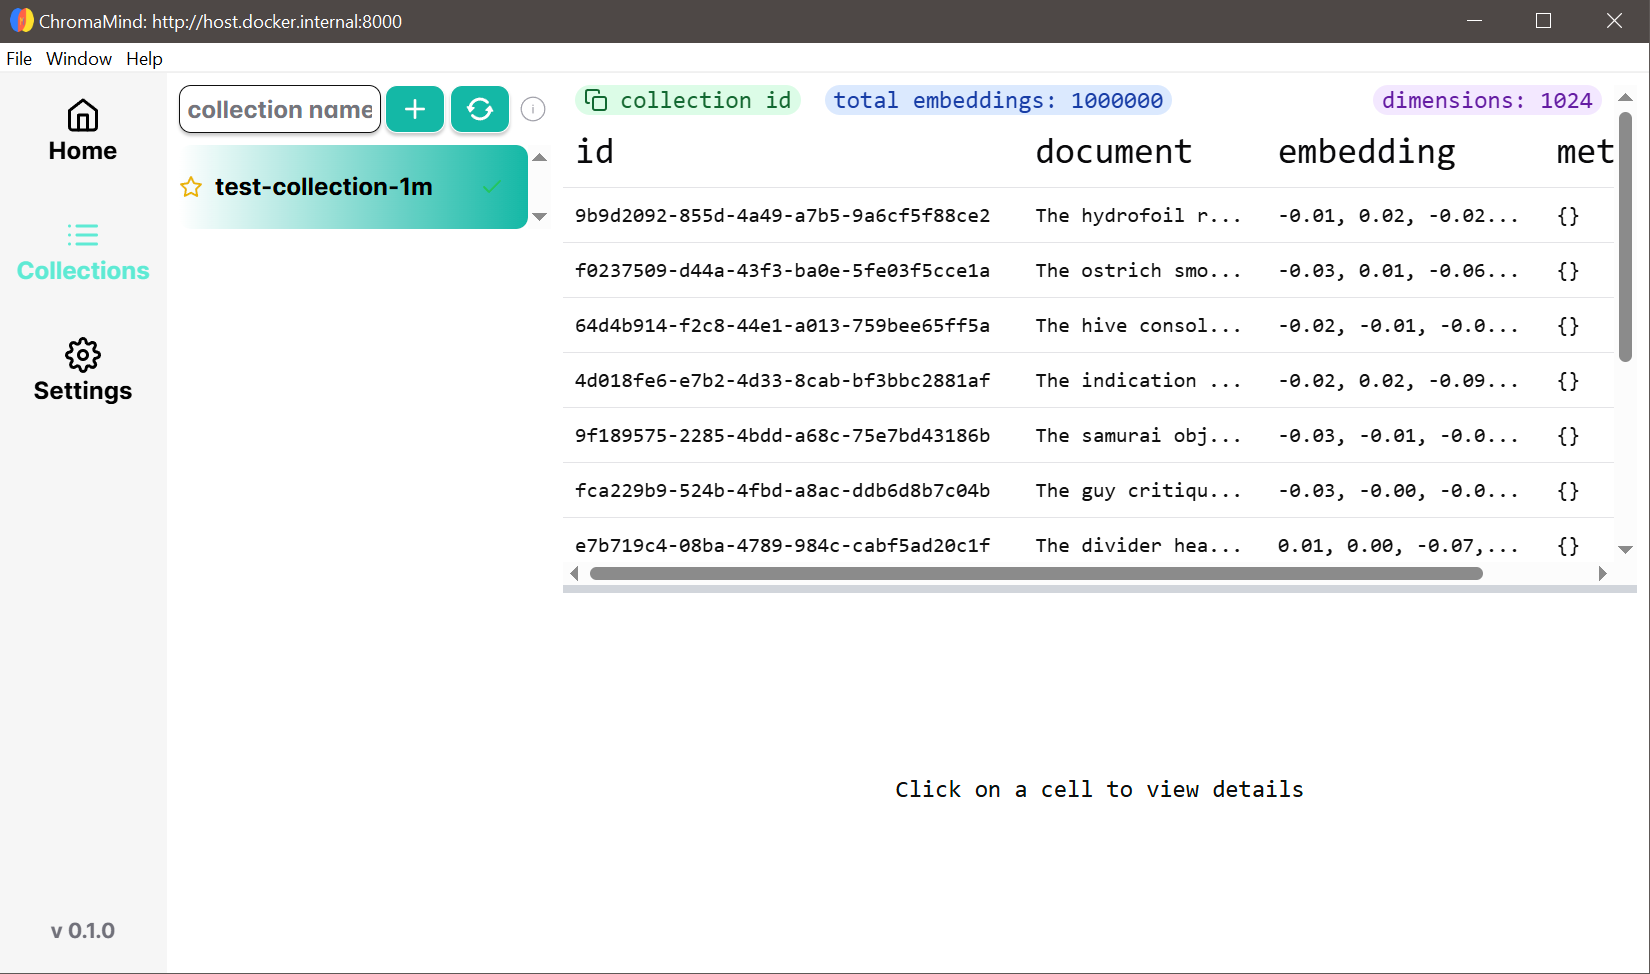 ChromaMind: http://host.docker.internal:8000
File Window Help
Home
Collections
Settings
v 0.1.0
collection name
test-collection-1m
collection id total embeddings: 1000000 dimensions: 1024
id document embedding met
9b9d2092-855d-4a49-a7b5-9a6cf5f88ce2 The hydrofoil r... -0.01, 0.02, -0.02... {}
f0237509-d44a-43f3-ba0e-5fe03f5cce1a The ostrich smo... -0.03, 0.01, -0.06... {}
64d4b914-f2c8-44e1-a013-759bee65ff5a The hive consol... -0.02, -0.01, -0.0... {}
4d018fe6-e7b2-4d33-8cab-bf3bbc2881af The indication ... -0.02, 0.02, -0.09... {}
9f189575-2285-4bdd-a68c-75e7bd43186b The samurai obj... -0.03, -0.01, -0.0... {}
fca229b9-524b-4fbd-a8ac-ddb6d8b7c04b The guy critiqu... -0.03, -0.00, -0.0... {}
e7b719c4-08ba-4789-984c-cabf5ad20c1f The divider hea... 0.01, 0.00, -0.07,... {}
Click on a cell to view details